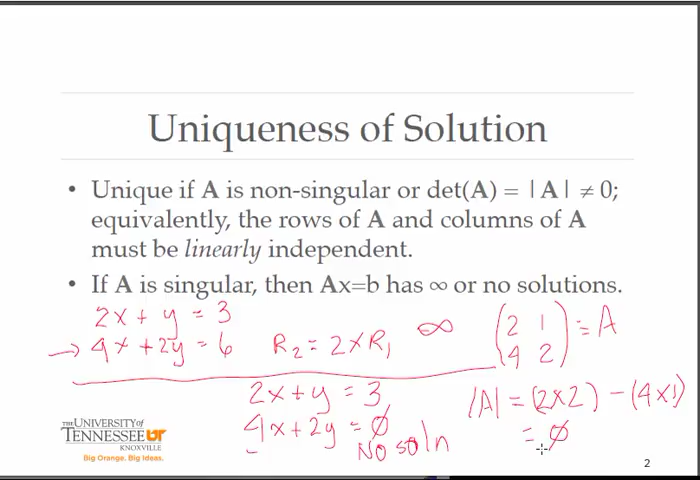 Uniqueness of Solution
• Unique if A is non-singular or det(A) = |A| ≠ 0;
equivalently, the rows of A and columns of A
must be linearly independent.
• If A is singular, then Ax=b has ∞ or no solutions.
2x + y = 3
→ 4x + 2y = 6 R₂ = 2 × R₁ ∞
(2 1
4 2) = A
2x + y = 3
4x + 2y = ∅
NO soln
|A| = (2×2) − (4×1)
= ∅
THE UNIVERSITY of
TENNESSEE UT
KNOXVILLE
Big Orange. Big Ideas.
2